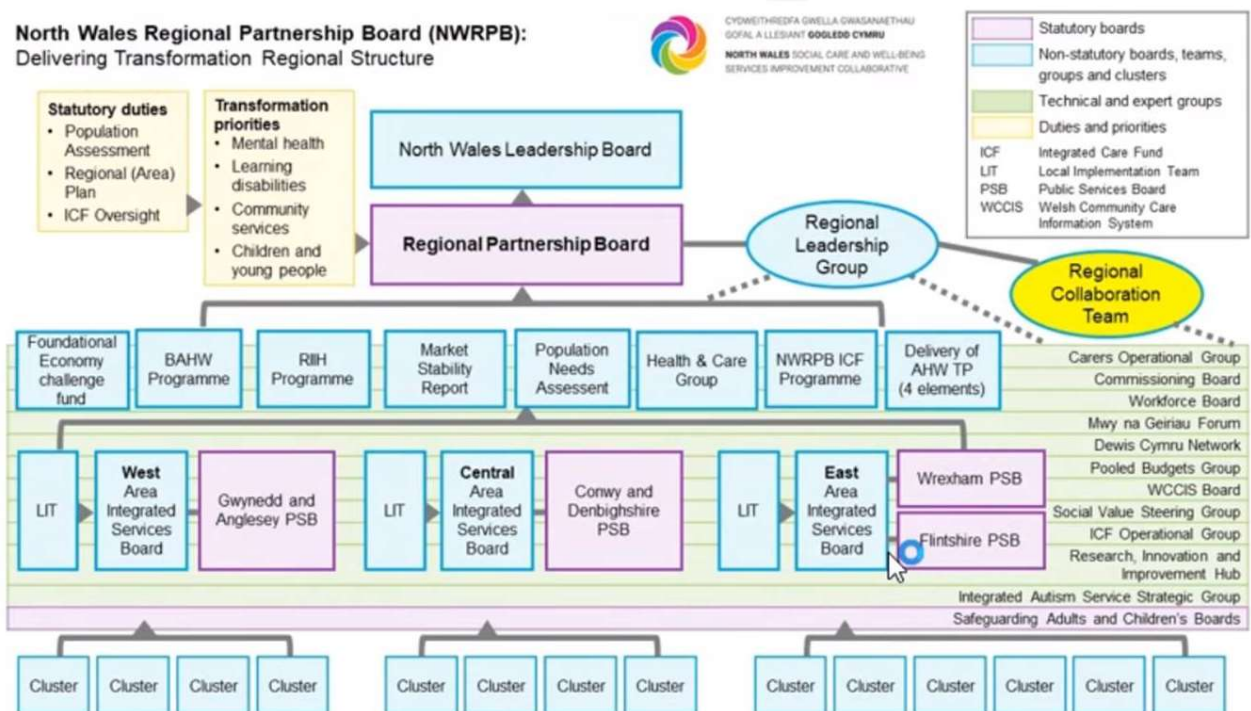 North Wales Regional Partnership Board (NWRPB):
Delivering Transformation Regional Structure
CYDWEITHREDFA GWELLA GWASANAETHAU
GOFAL A LLESIANT GOGLEDD CYMRU
NORTH WALES SOCIAL CARE AND WELL-BEING
SERVICES IMPROVEMENT COLLABORATIVE
Statutory boards
Non-statutory boards, teams,
groups and clusters
Technical and expert groups
Duties and priorities
ICF Integrated Care Fund
LIT Local Implementation Team
PSB Public Services Board
WCCIS Welsh Community Care
Information System
Statutory duties
• Population
Assessment
• Regional (Area)
Plan
• ICF Oversight
Transformation
priorities
• Mental health
• Learning
disabilities
• Community
services
• Children and
young people
North Wales Leadership Board
Regional Partnership Board
Regional
Leadership
Group
Regional
Collaboration
Team
Foundational
Economy
challenge
fund
BAHW
Programme
RIIH
Programme
Market
Stability
Report
Population
Needs
Assessent
Health & Care
Group
NWRPB ICF
Programme
Delivery of
AHW TP
(4 elements)
Carers Operational Group
Commissioning Board
Workforce Board
Mwy na Geiriau Forum
Dewis Cymru Network
Pooled Budgets Group
WCCIS Board
Social Value Steering Group
ICF Operational Group
Research, Innovation and
Improvement Hub
Integrated Autism Service Strategic Group
Safeguarding Adults and Children's Boards
LIT
West
Area
Integrated
Services
Board
Gwynedd and
Anglesey PSB
LIT
Central
Area
Integrated
Services
Board
Conwy and
Denbighshire
PSB
LIT
East
Area
Integrated
Services
Board
Wrexham PSB
Flintshire PSB
Cluster
Cluster
Cluster
Cluster
Cluster
Cluster
Cluster
Cluster
Cluster
Cluster
Cluster
Cluster
Cluster
Cluster